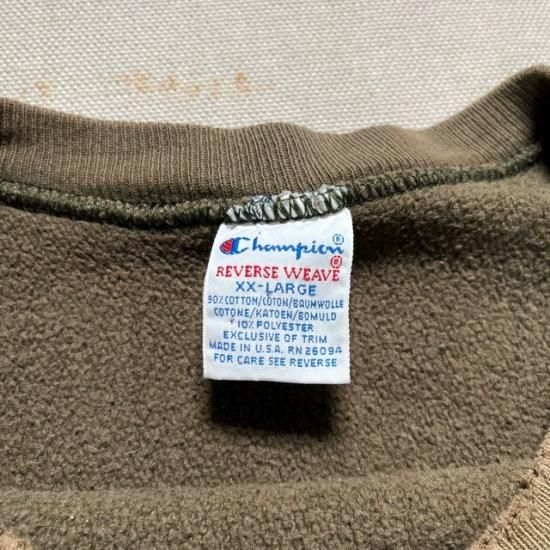 Champion®
REVERSE WEAVE®
XX-LARGE
90% COTTON/COTON/BAUMWOLLE
COTONE/KATOEN/BOMULD
10% POLYESTER
EXCLUSIVE OF TRIM
MADE IN U.S.A. RN 26094
FOR CARE SEE REVERSE